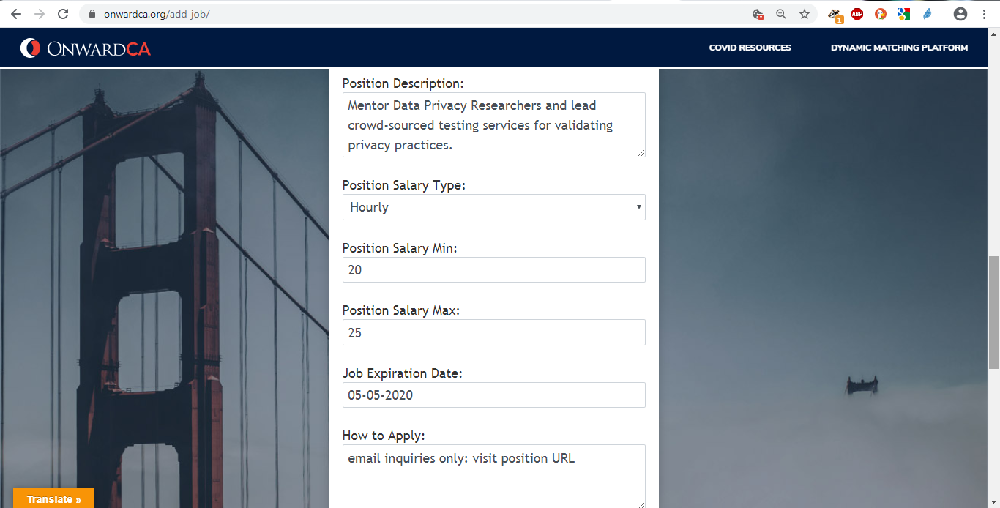 onwardca.org/add-job/
1
ABP
ONWARDCA
COVID RESOURCES
DYNAMIC MATCHING PLATFORM
Position Description:
Mentor Data Privacy Researchers and lead
crowd-sourced testing services for validating
privacy practices.
Position Salary Type:
Hourly
Position Salary Min:
20
Position Salary Max:
25
Job Expiration Date:
05-05-2020
How to Apply:
email inquiries only: visit position URL
Translate »